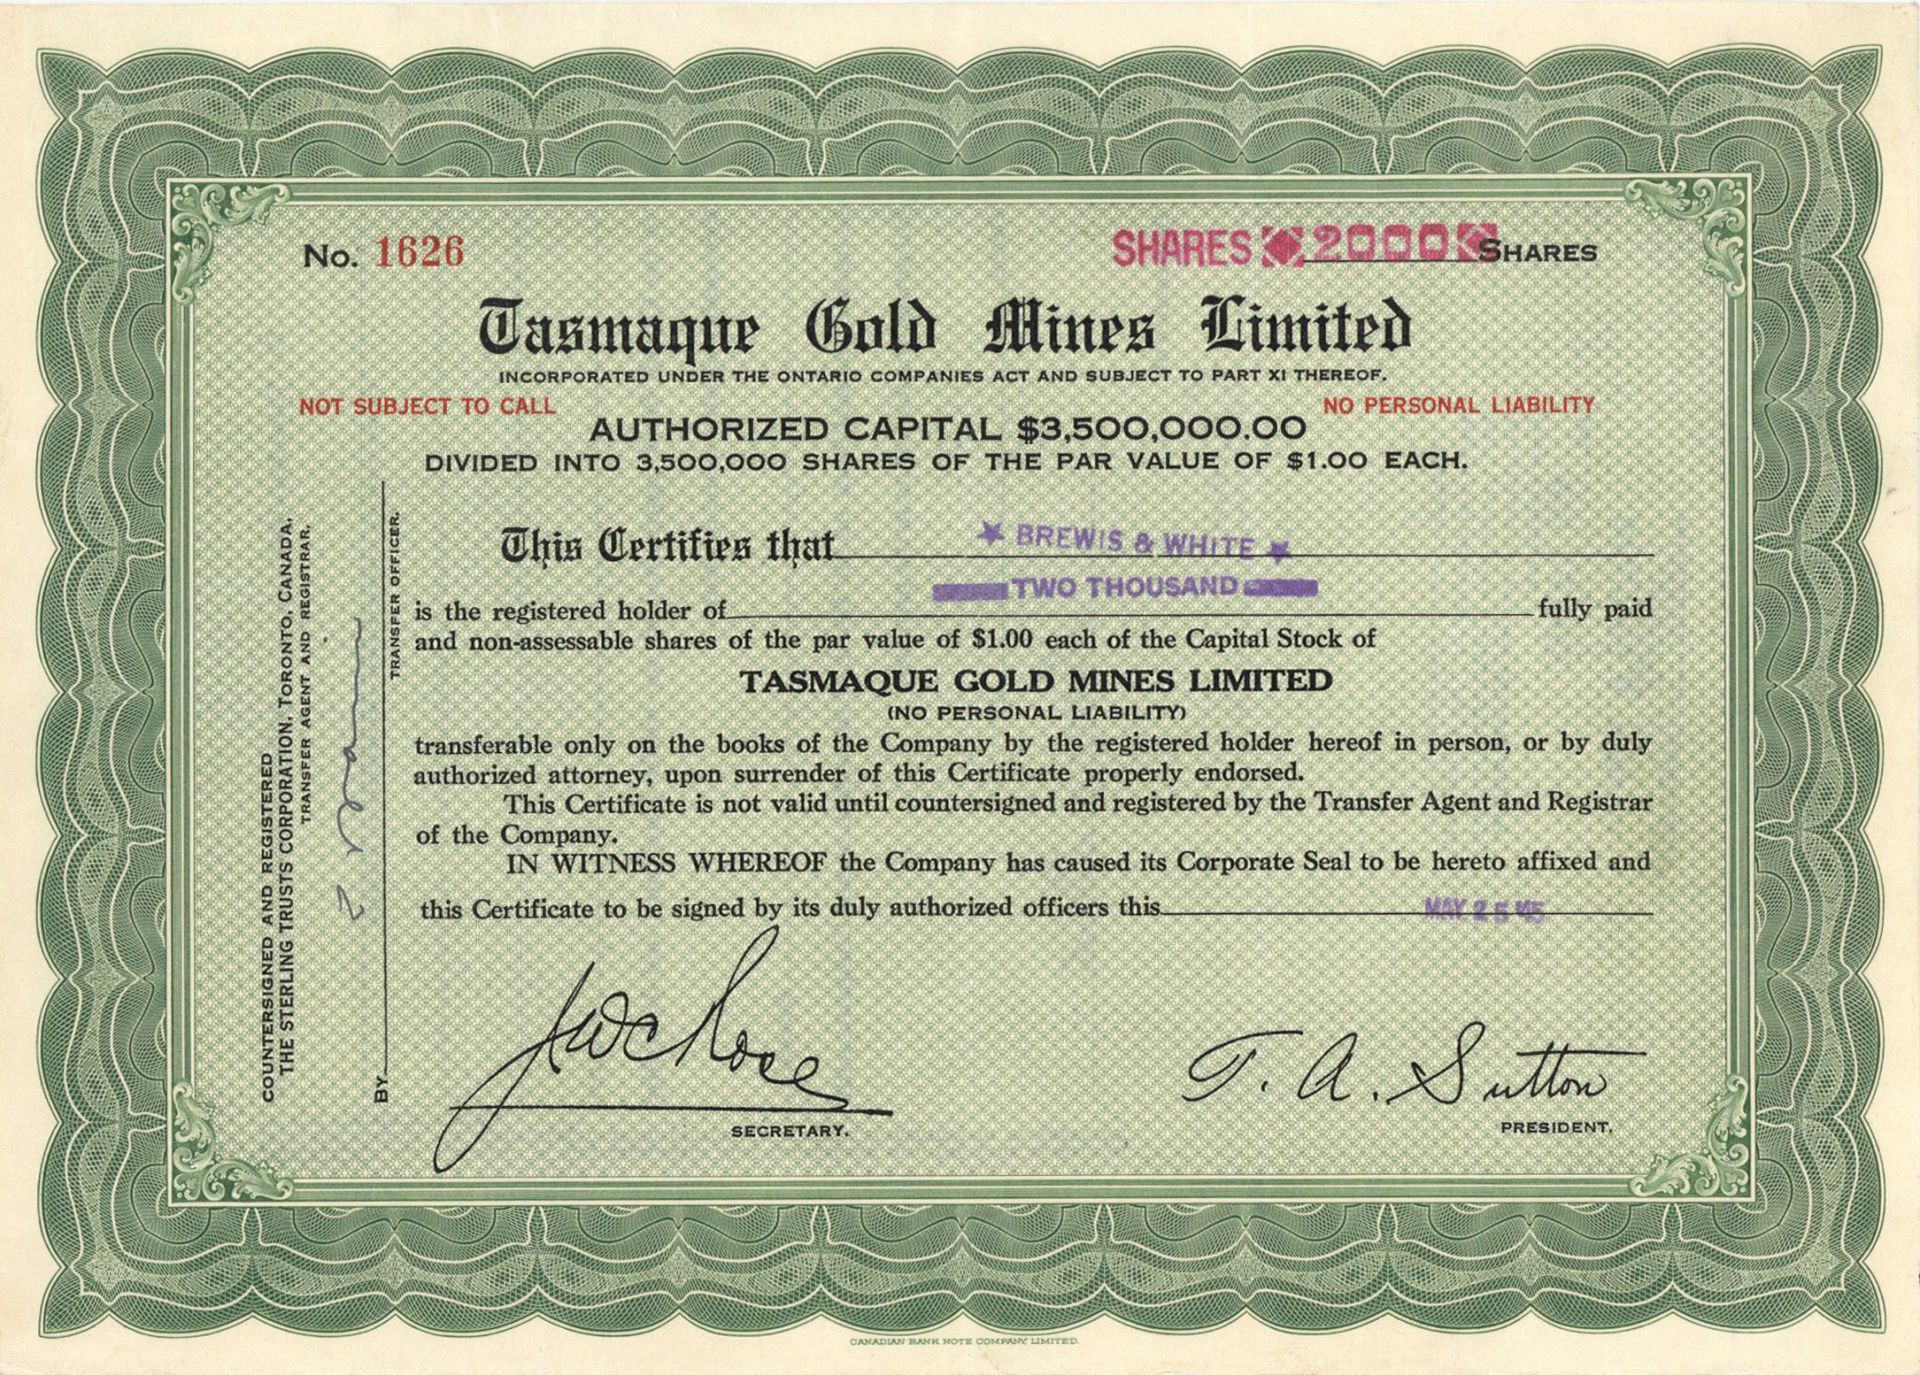 No. 1626
SHARES 2000 SHARES
Tasmaque Gold Mines Limited
INCORPORATED UNDER THE ONTARIO COMPANIES ACT AND SUBJECT TO PART XI THEREOF.
NOT SUBJECT TO CALL
NO PERSONAL LIABILITY
AUTHORIZED CAPITAL $3,500,000.00
DIVIDED INTO 3,500,000 SHARES OF THE PAR VALUE OF $1.00 EACH.
This Certifies that BREWIS & WHITE
TWO THOUSAND
is the registered holder of fully paid
and non-assessable shares of the par value of $1.00 each of the Capital Stock of
TASMAQUE GOLD MINES LIMITED
(NO PERSONAL LIABILITY)
transferable only on the books of the Company by the registered holder hereof in person, or by duly
authorized attorney, upon surrender of this Certificate properly endorsed.
This Certificate is not valid until countersigned and registered by the Transfer Agent and Registrar
of the Company.
IN WITNESS WHEREOF the Company has caused its Corporate Seal to be hereto affixed and
this Certificate to be signed by its duly authorized officers this MAY 25 '45
COUNTERSIGNED AND REGISTERED
THE STERLING TRUSTS CORPORATION, TORONTO, CANADA,
TRANSFER AGENT AND REGISTRAR.
BY
TRANSFER OFFICER.
SECRETARY.
T. A. Sutton
PRESIDENT.
CANADIAN BANK NOTE COMPANY, LIMITED.